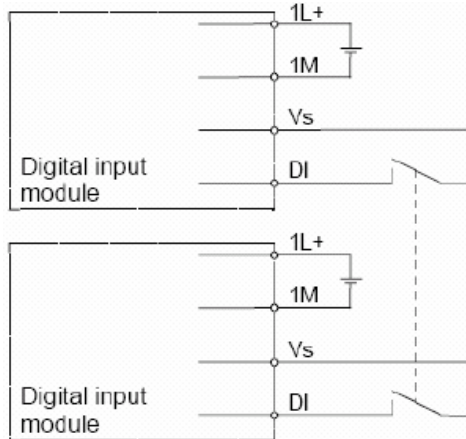 1L+
1M
Vs
DI
Digital input
module
1L+
1M
Vs
DI
Digital input
module